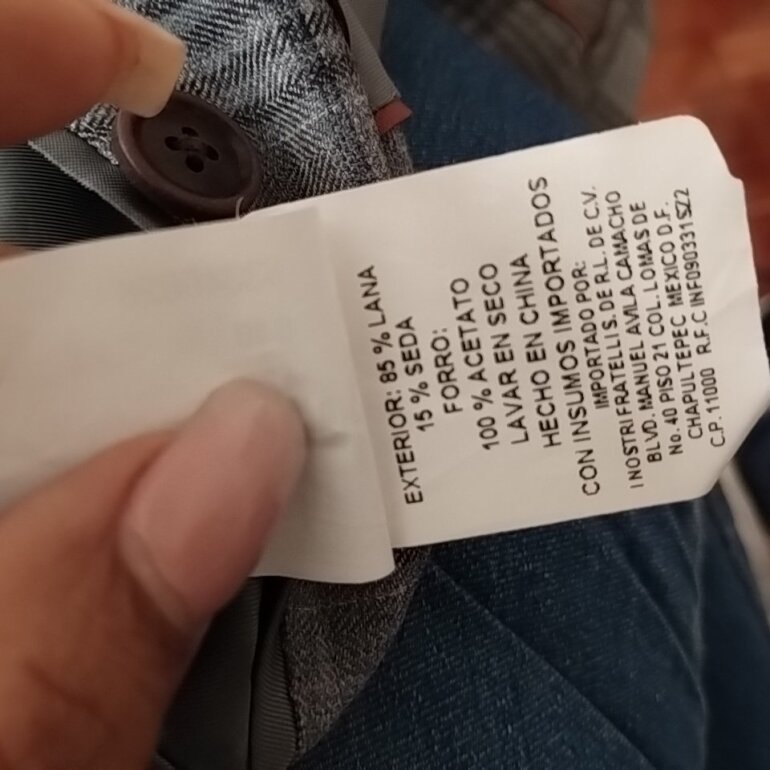 EXTERIOR: 85 % LANA
15 % SEDA
FORRO:
100 % ACETATO
LAVAR EN SECO
HECHO EN CHINA
CON INSUMOS IMPORTADOS
IMPORTADO POR:
I NOSTRI FRATELLI S. DE R.L. DE C.V.
BLVD. MANUEL AVILA CAMACHO
No. 40 PISO 21 COL. LOMAS DE
CHAPULTEPEC MEXICO D.F.
C.P. 11000 R.F.C INF090331SZ2